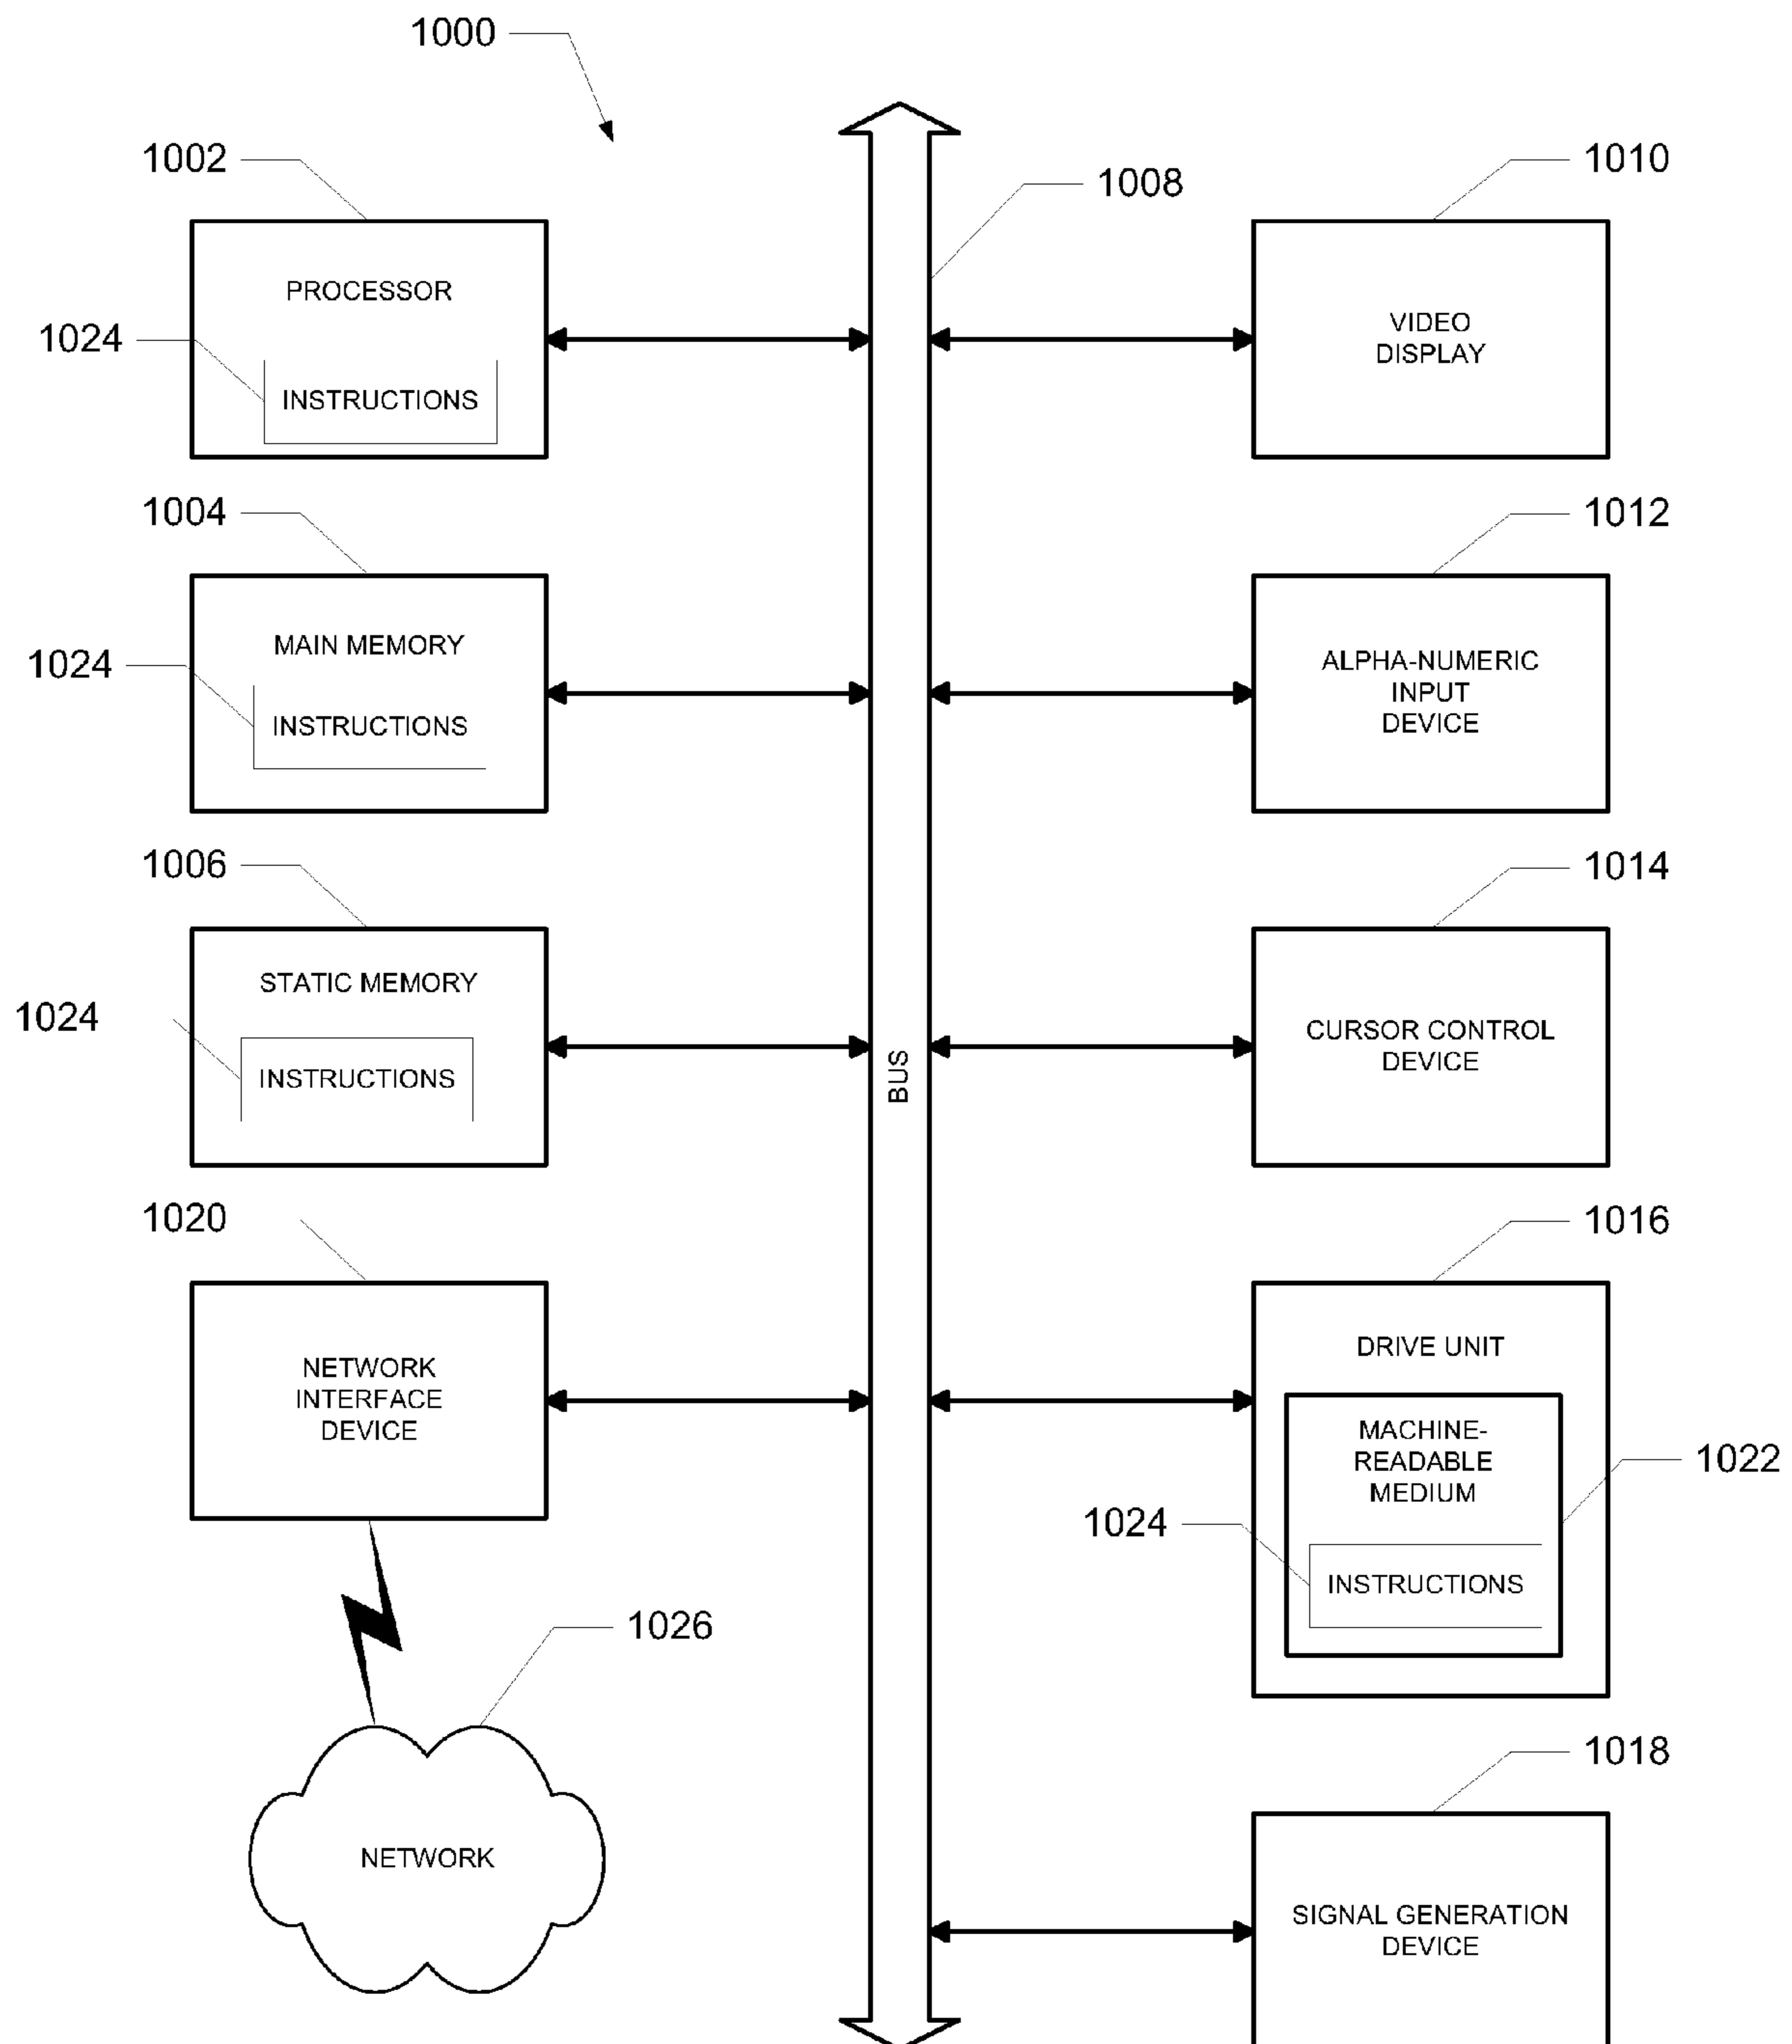 1000
1002
1008
1010
PROCESSOR
1024
INSTRUCTIONS
VIDEO
DISPLAY
1004
1012
MAIN MEMORY
1024
INSTRUCTIONS
ALPHA-NUMERIC
INPUT
DEVICE
1006
1014
STATIC MEMORY
1024
INSTRUCTIONS
BUS
CURSOR CONTROL
DEVICE
1020
1016
NETWORK
INTERFACE
DEVICE
DRIVE UNIT
MACHINE-
READABLE
MEDIUM
1022
1024
INSTRUCTIONS
1026
NETWORK
1018
SIGNAL GENERATION
DEVICE